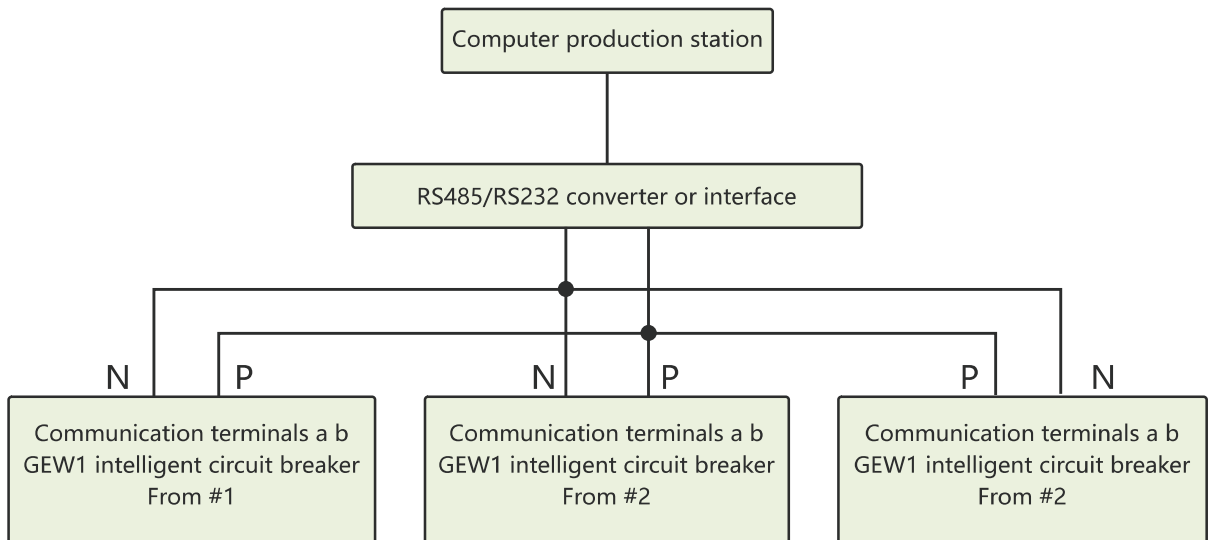 Computer production station
RS485/RS232 converter or interface
N P N P P N
Communication terminals a b
GEW1 intelligent circuit breaker
From #1
Communication terminals a b
GEW1 intelligent circuit breaker
From #2
Communication terminals a b
GEW1 intelligent circuit breaker
From #2